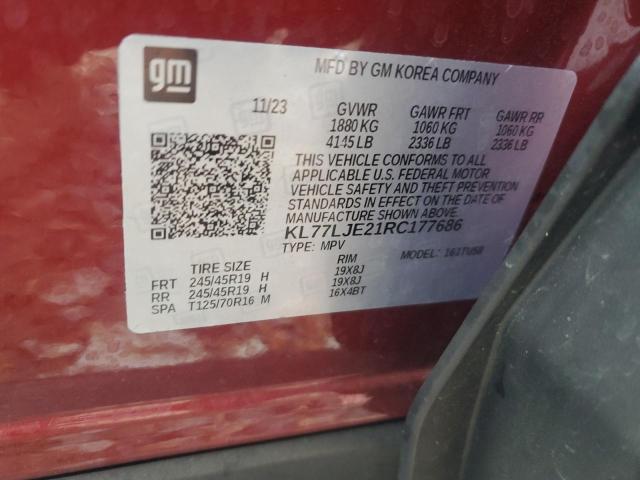 gm
MFD BY GM KOREA COMPANY
11/23 GVWR GAWR FRT GAWR RR
1880 KG 1060 KG 1060 KG
4145 LB 2336 LB 2336 LB
THIS VEHICLE CONFORMS TO ALL
APPLICABLE U.S. FEDERAL MOTOR
VEHICLE SAFETY AND THEFT PREVENTION
STANDARDS IN EFFECT ON THE DATE OF
MANUFACTURE SHOWN ABOVE.
KL77LJE21RC177686
TYPE: MPV MODEL: 161TU58
TIRE SIZE RIM
FRT 245/45R19 H 19X8J
RR 245/45R19 H 19X8J
SPA T125/70R16 M 16X4BT